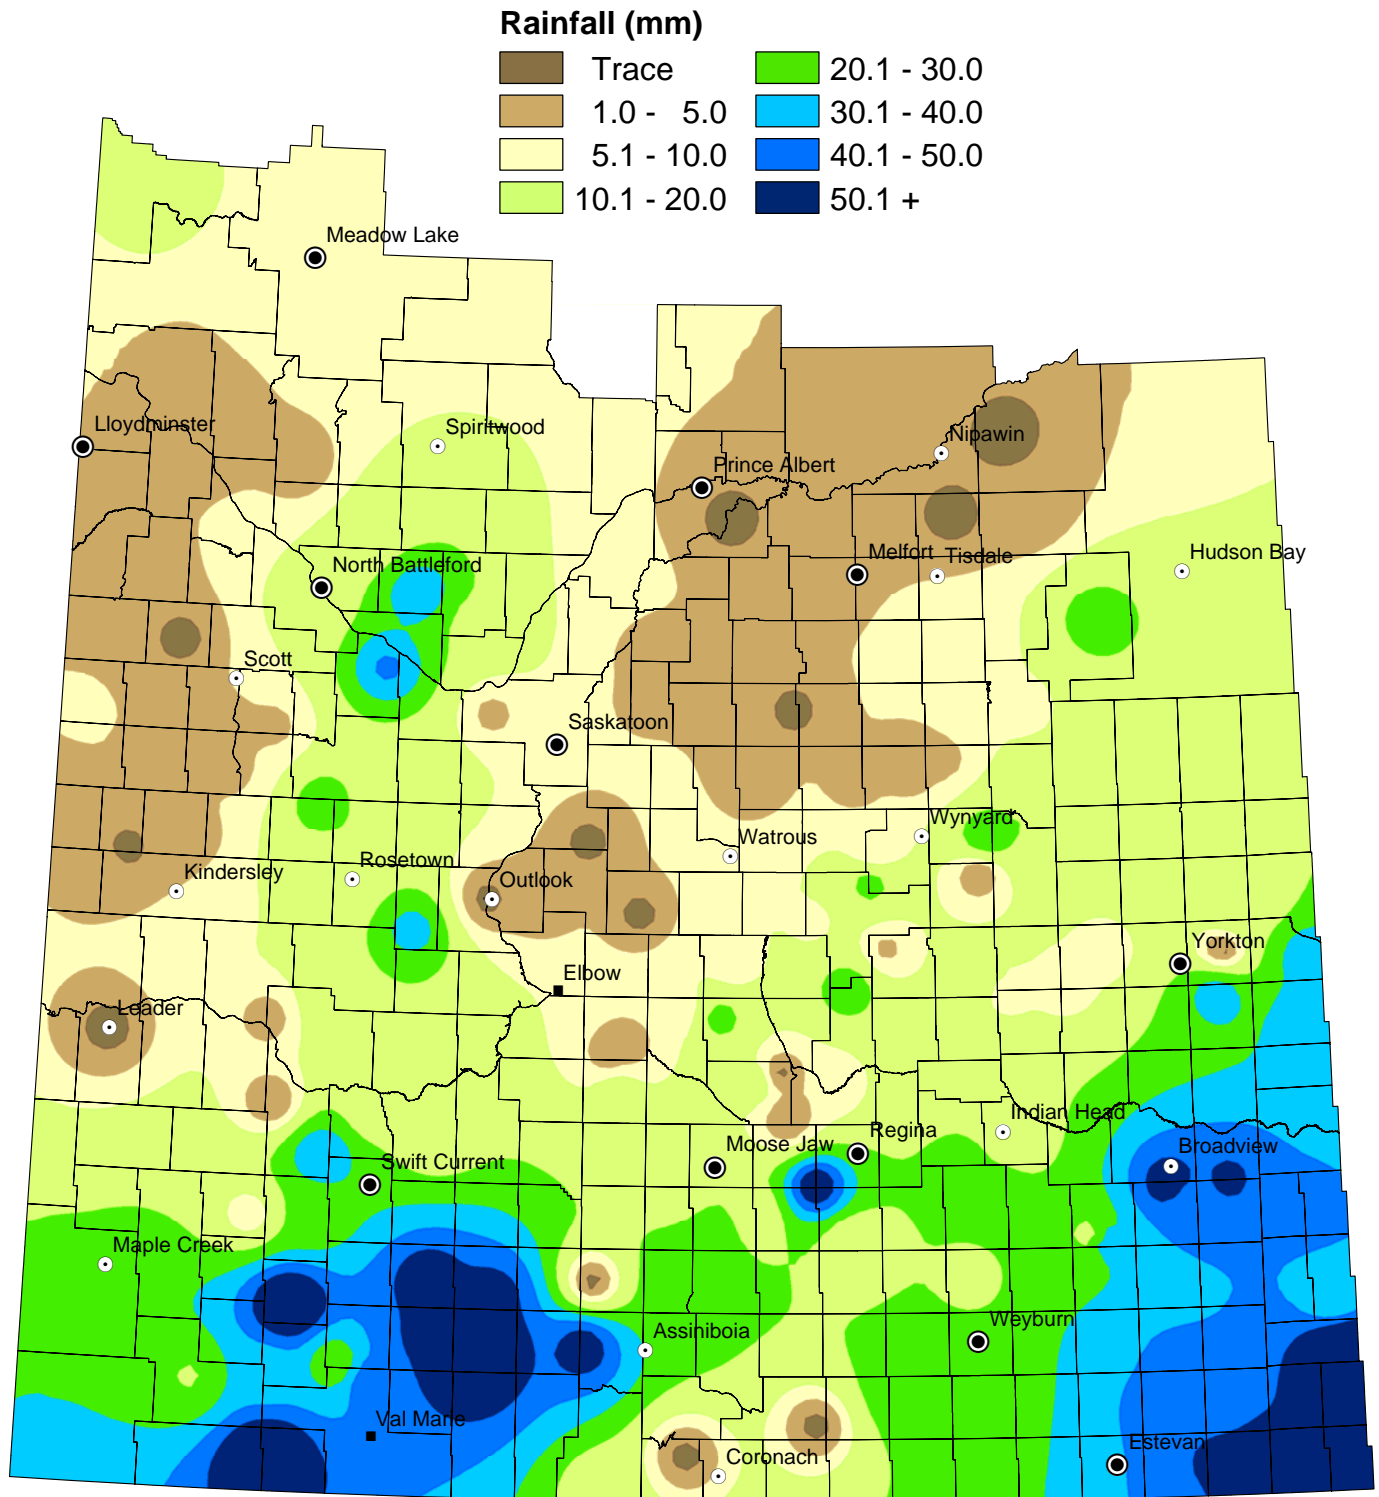 Rainfall (mm)
Trace
20.1 - 30.0
1.0 - 5.0
30.1 - 40.0
5.1 - 10.0
40.1 - 50.0
10.1 - 20.0
50.1 +
Meadow Lake
Lloydminster
Spiritwood
Nipawin
Prince Albert
North Battleford
Melfort
Tisdale
Hudson Bay
Scott
Saskatoon
Wynyard
Watrous
Rosetown
Kindersley
Outlook
Yorkton
Elbow
Leader
Indian Head
Regina
Moose Jaw
Broadview
Swift Current
Maple Creek
Weyburn
Assiniboia
Val Marie
Estevan
Coronach